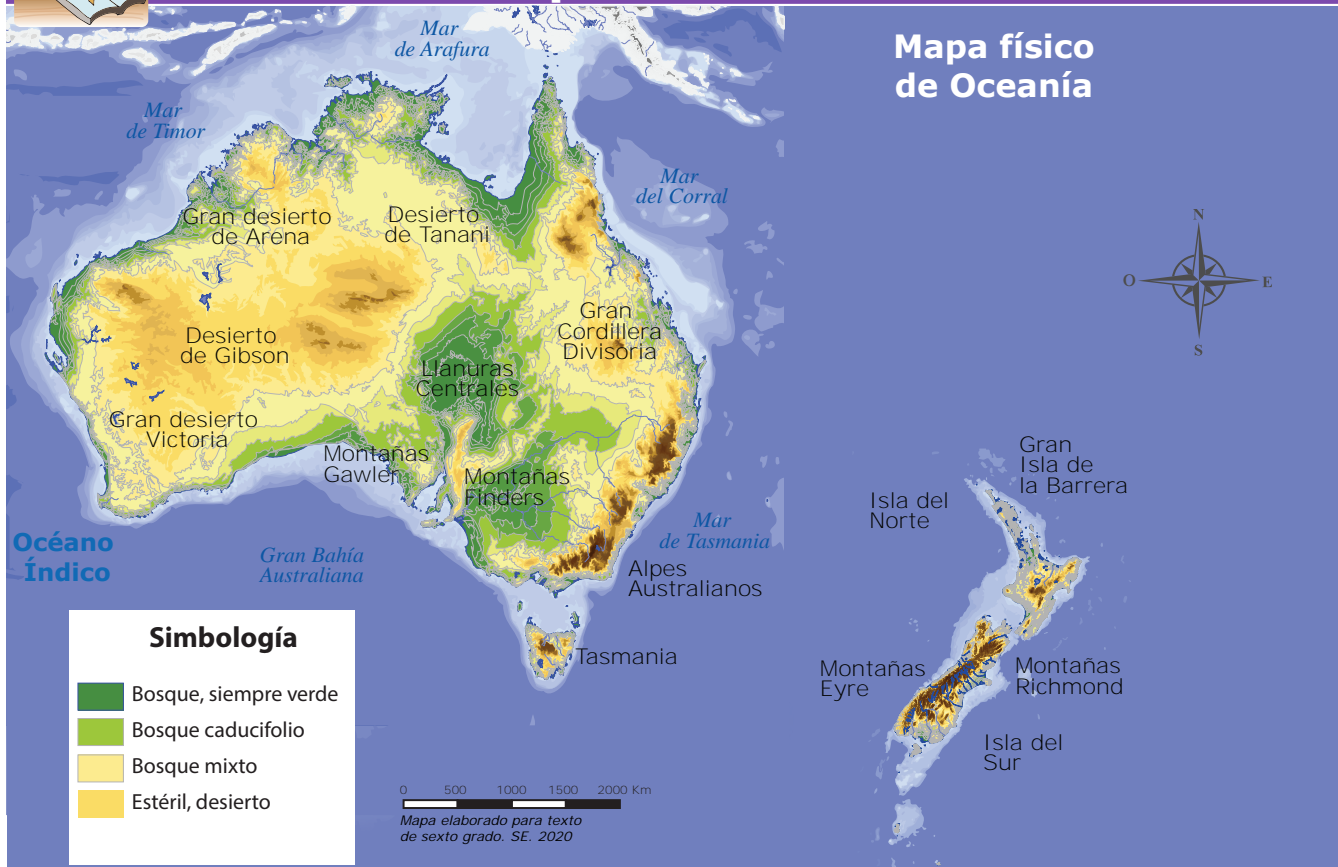 Mapa físico
de Oceanía
Mar
de Arafura
Mar
de Timor
Mar
del Corral
Gran desierto
de Arena
Desierto
de Tanani
N
O
E
S
Gran
Cordillera
Divisoria
Desierto
de Gibson
Llanuras
Centrales
Gran desierto
Victoria
Montañas
Gawler
Montañas
Finders
Gran
Isla de
la Barrera
Isla del
Norte
Océano
Índico
Gran Bahía
Australiana
Mar
de Tasmania
Alpes
Australianos
Tasmania
Montañas
Eyre
Montañas
Richmond
Isla del
Sur
Simbología
Bosque, siempre verde
Bosque caducifolio
Bosque mixto
Estéril, desierto
0 500 1000 1500 2000 Km
Mapa elaborado para texto
de sexto grado. SE. 2020